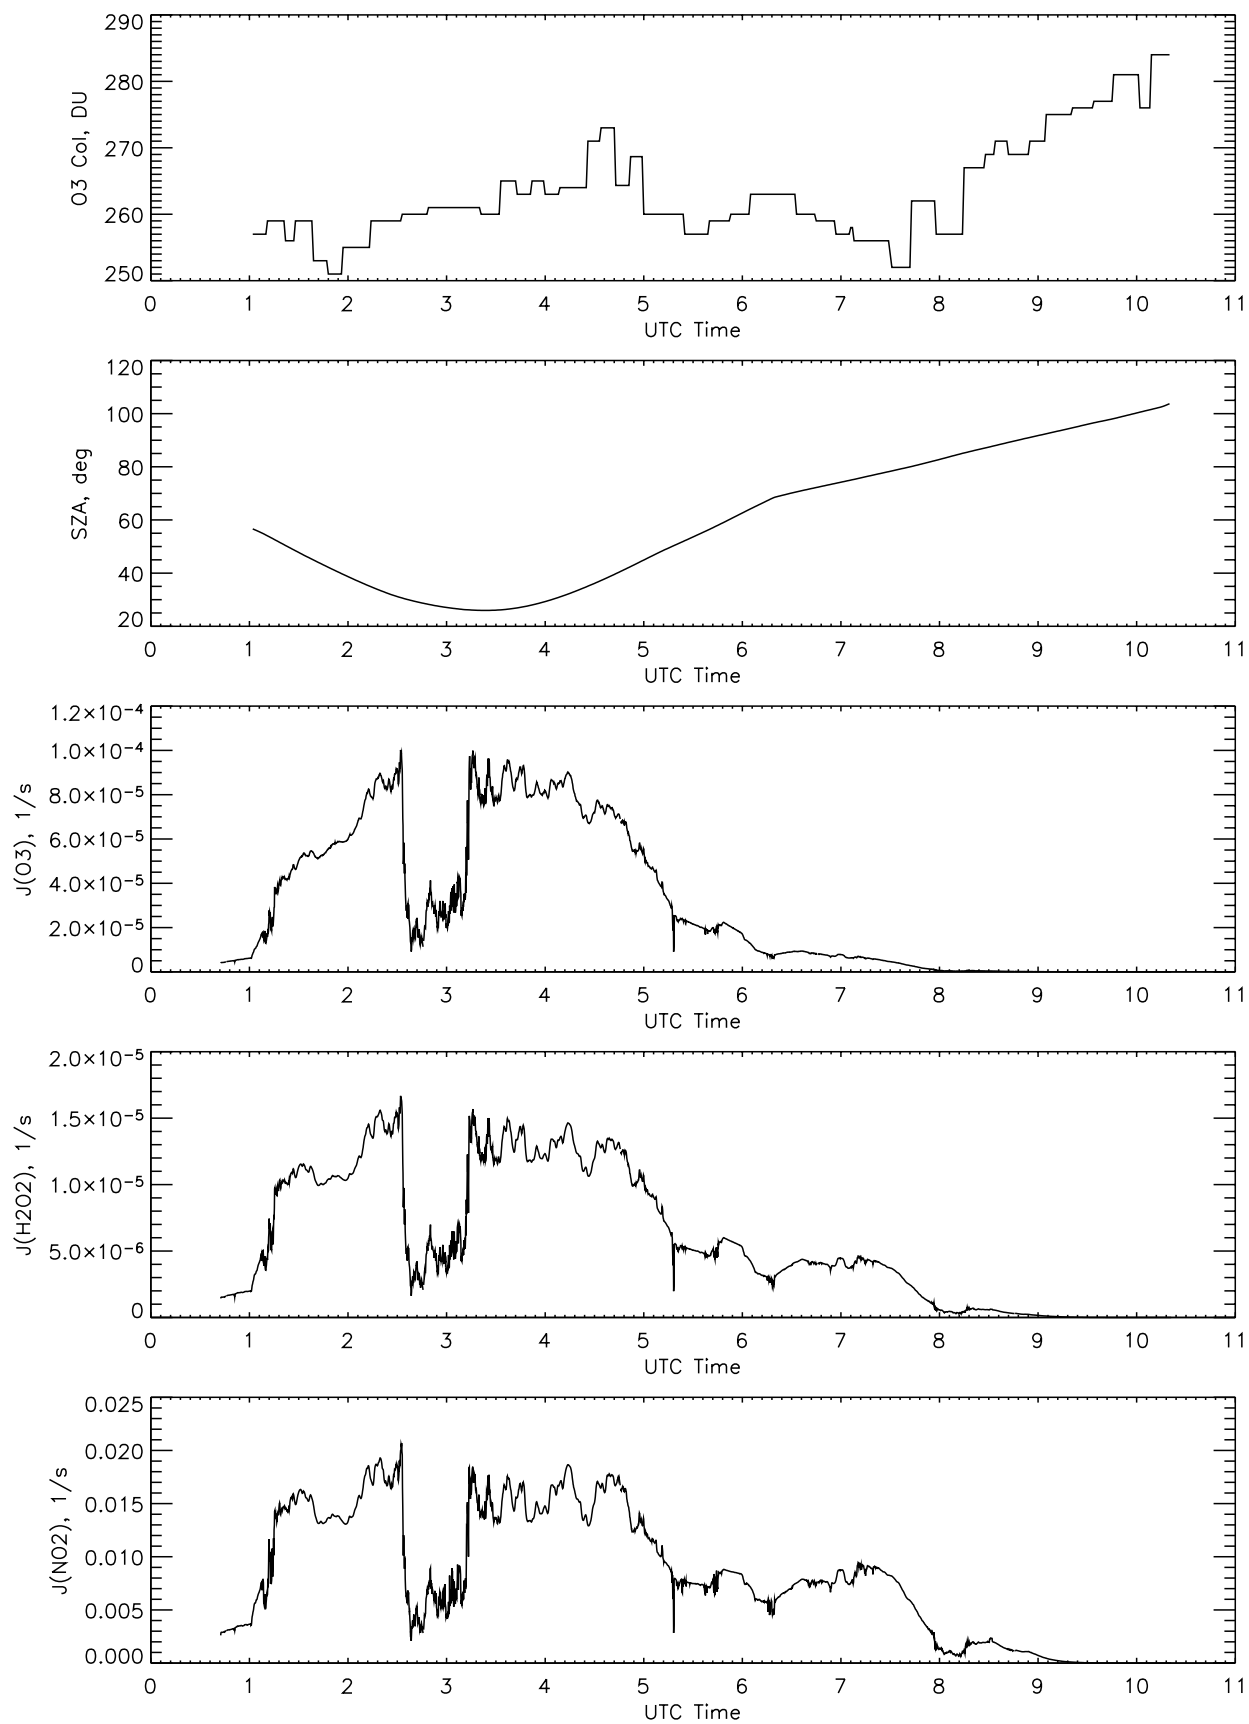 290
280
270
260
250
O3 Col, DU
0 1 2 3 4 5 6 7 8 9 10 11
UTC Time
120
100
80
60
40
20
SZA, deg
0 1 2 3 4 5 6 7 8 9 10 11
UTC Time
1.2×10⁻⁴
1.0×10⁻⁴
8.0×10⁻⁵
6.0×10⁻⁵
4.0×10⁻⁵
2.0×10⁻⁵
0
J(O3), 1/s
0 1 2 3 4 5 6 7 8 9 10 11
UTC Time
2.0×10⁻⁵
1.5×10⁻⁵
1.0×10⁻⁵
5.0×10⁻⁶
0
J(H2O2), 1/s
0 1 2 3 4 5 6 7 8 9 10 11
UTC Time
0.025
0.020
0.015
0.010
0.005
0.000
J(NO2), 1/s
0 1 2 3 4 5 6 7 8 9 10 11
UTC Time